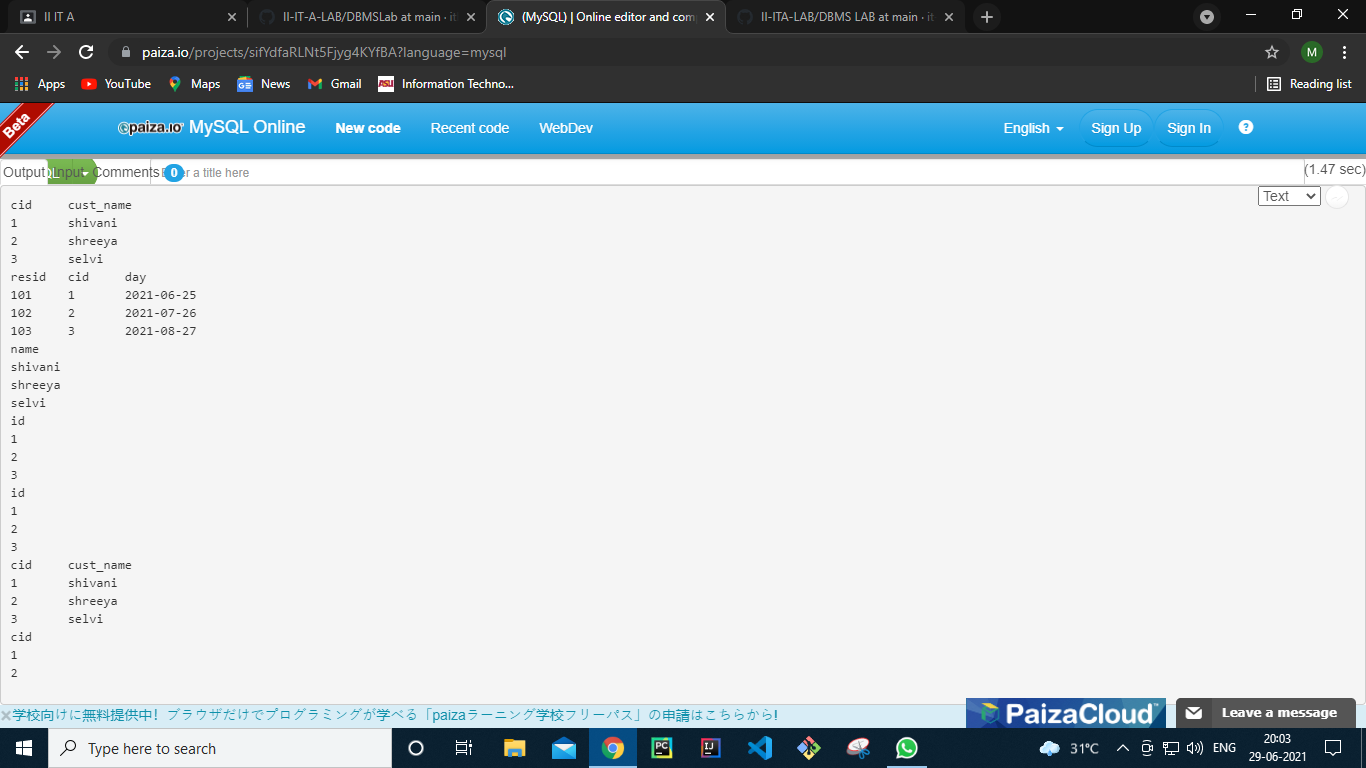 II IT A
II-IT-A-LAB/DBMSLab at main · it
(MySQL) | Online editor and com
II-ITA-LAB/DBMS LAB at main · it
paiza.io/projects/sifYdfaRLNt5Fjyg4KYfBA?language=mysql
M
Apps
YouTube
Maps
News
Gmail
ASU
Information Techno...
Reading list
Beta
paiza.IO MySQL Online
New code
Recent code
WebDev
English
Sign Up
Sign In
?
Output
Input
Comments
0
er a title here
(1.47 sec)
Text
cid cust_name
1 shivani
2 shreeya
3 selvi
resid cid day
101 1 2021-06-25
102 2 2021-07-26
103 3 2021-08-27
name
shivani
shreeya
selvi
id
1
2
3
id
1
2
3
cid cust_name
1 shivani
2 shreeya
3 selvi
cid
1
2
×学校向けに無料提供中！ブラウザだけでプログラミングが学べる「paizaラーニング学校フリーパス」の申請はこちらから!
PaizaCloud
Leave a message
Type here to search
PC
IJ
31°C
ENG
20:03
29-06-2021